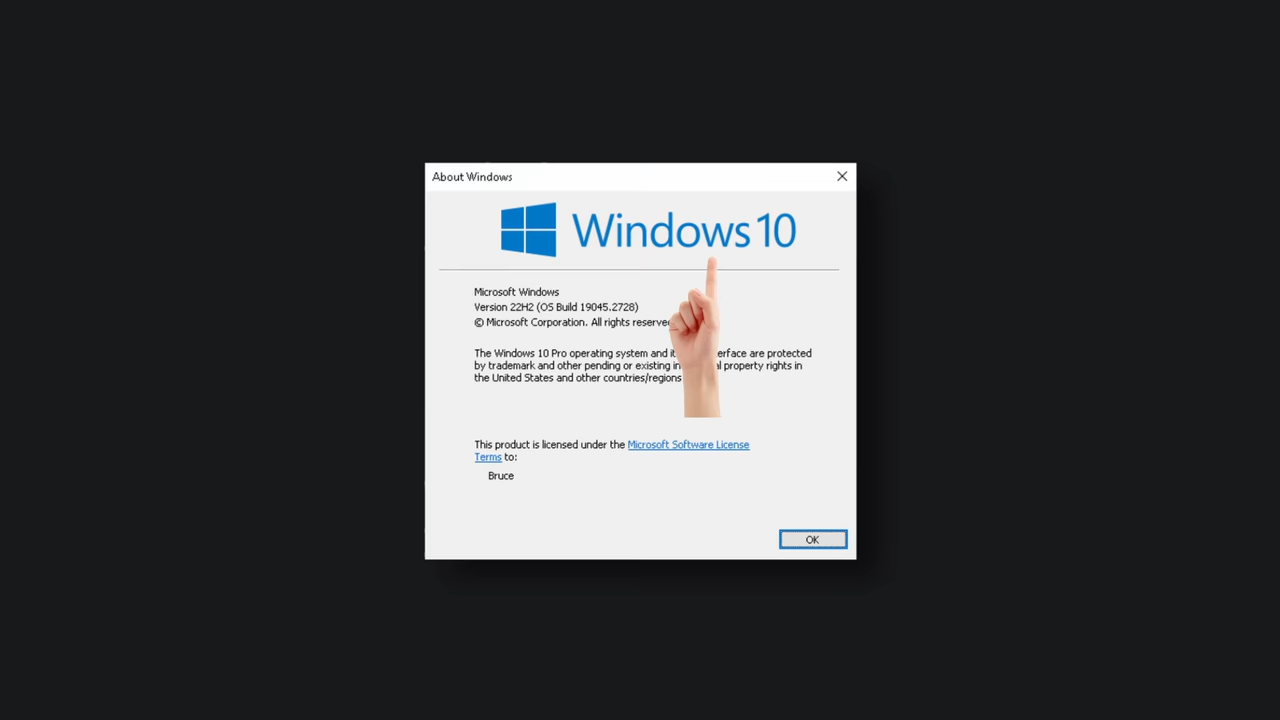 About Windows
Windows 10
Microsoft Windows
Version 22H2 (OS Build 19045.2728)
© Microsoft Corporation. All rights reserve
The Windows 10 Pro operating system and erface are protected
by trademark and other pending or existing in l property rights in
the United States and other countries/regions
This product is licensed under the Microsoft Software License
Terms to:
Bruce
OK